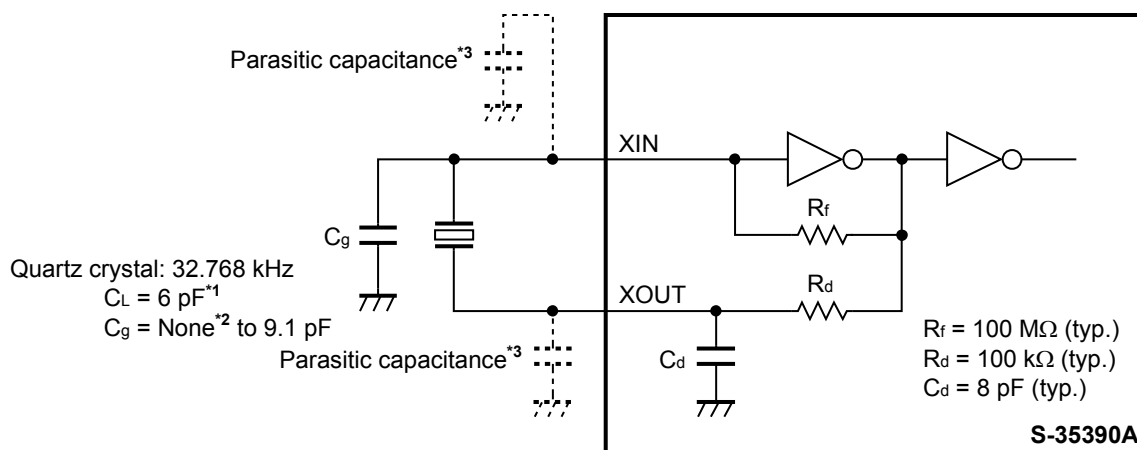 Parasitic capacitance*3
XIN
Rf
Cg
Quartz crystal: 32.768 kHz
CL = 6 pF*1
Cg = None*2 to 9.1 pF
XOUT
Rd
Parasitic capacitance*3
Cd
Rf = 100 MΩ (typ.)
Rd = 100 kΩ (typ.)
Cd = 8 pF (typ.)
S-35390A